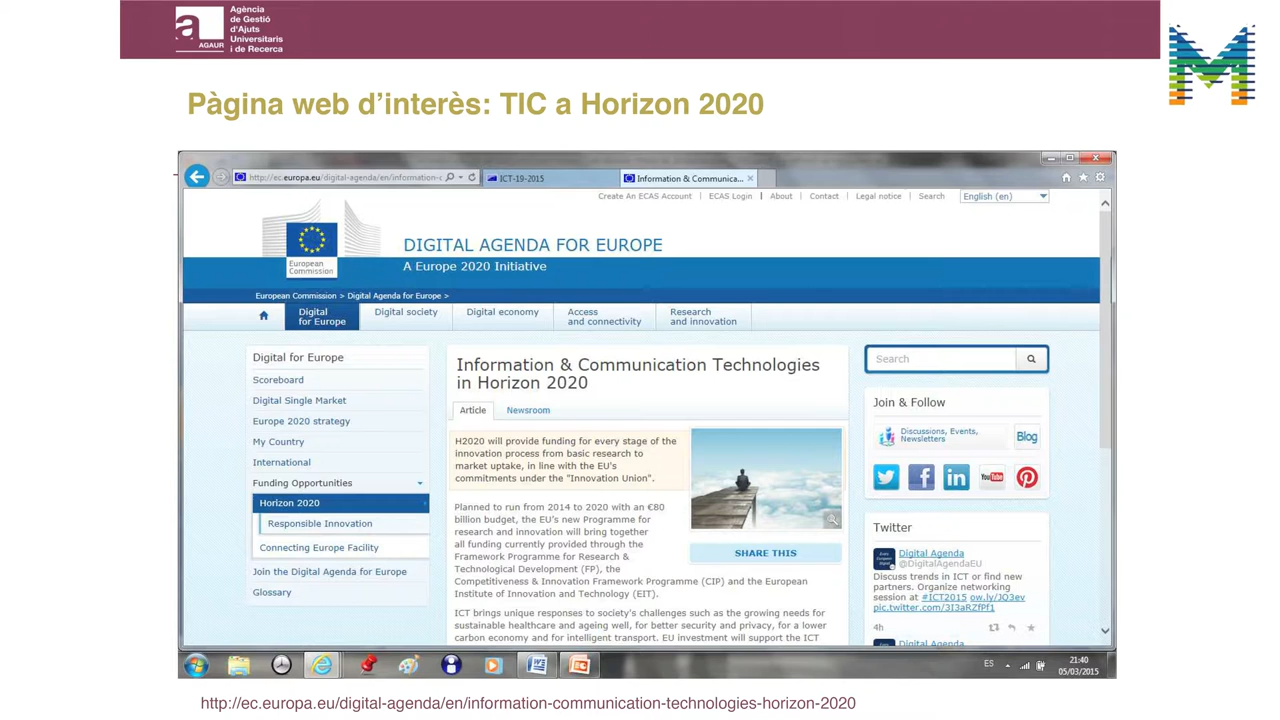 Agència
de Gestió
d'Ajuts
Universitaris
i de Recerca
a
AGAUR
M
Pàgina web d'interès: TIC a Horizon 2020
http://ec.europa.eu/digital-agenda/en/information-c
ICT-19-2015
Information & Communica...
Create An ECAS Account | ECAS Login | About | Contact | Legal notice | Search
English (en)
European
Commission
DIGITAL AGENDA FOR EUROPE
A Europe 2020 Initiative
European Commission > Digital Agenda for Europe >
Digital
for Europe
Digital society
Digital economy
Access
and connectivity
Research
and innovation
Digital for Europe
Scoreboard
Digital Single Market
Europe 2020 strategy
My Country
International
Funding Opportunities
Horizon 2020
Responsible Innovation
Connecting Europe Facility
Join the Digital Agenda for Europe
Glossary
Information & Communication Technologies
in Horizon 2020
Article
Newsroom
H2020 will provide funding for every stage of the
innovation process from basic research to
market uptake, in line with the EU's
commitments under the "Innovation Union".
Planned to run from 2014 to 2020 with an €80
billion budget, the EU's new Programme for
research and innovation will bring together
all funding currently provided through the
Framework Programme for Research &
Technological Development (FP), the
Competitiveness & Innovation Framework Programme (CIP) and the European
Institute of Innovation and Technology (EIT).
ICT brings unique responses to society's challenges such as the growing needs for
sustainable healthcare and ageing well, for better security and privacy, for a lower
carbon economy and for intelligent transport. EU investment will support the ICT
SHARE THIS
Search
Join & Follow
Discussions, Events,
Newsletters
Blog
YouTube
Twitter
Digital Agenda
@DigitalAgendaEU
Discuss trends in ICT or find new
partners. Organize networking
session at #ICT2015 ow.ly/JQ3ev
pic.twitter.com/3I3aRZfPf1
4h
Digital Agenda
ES
21:40
05/03/2015
http://ec.europa.eu/digital-agenda/en/information-communication-technologies-horizon-2020